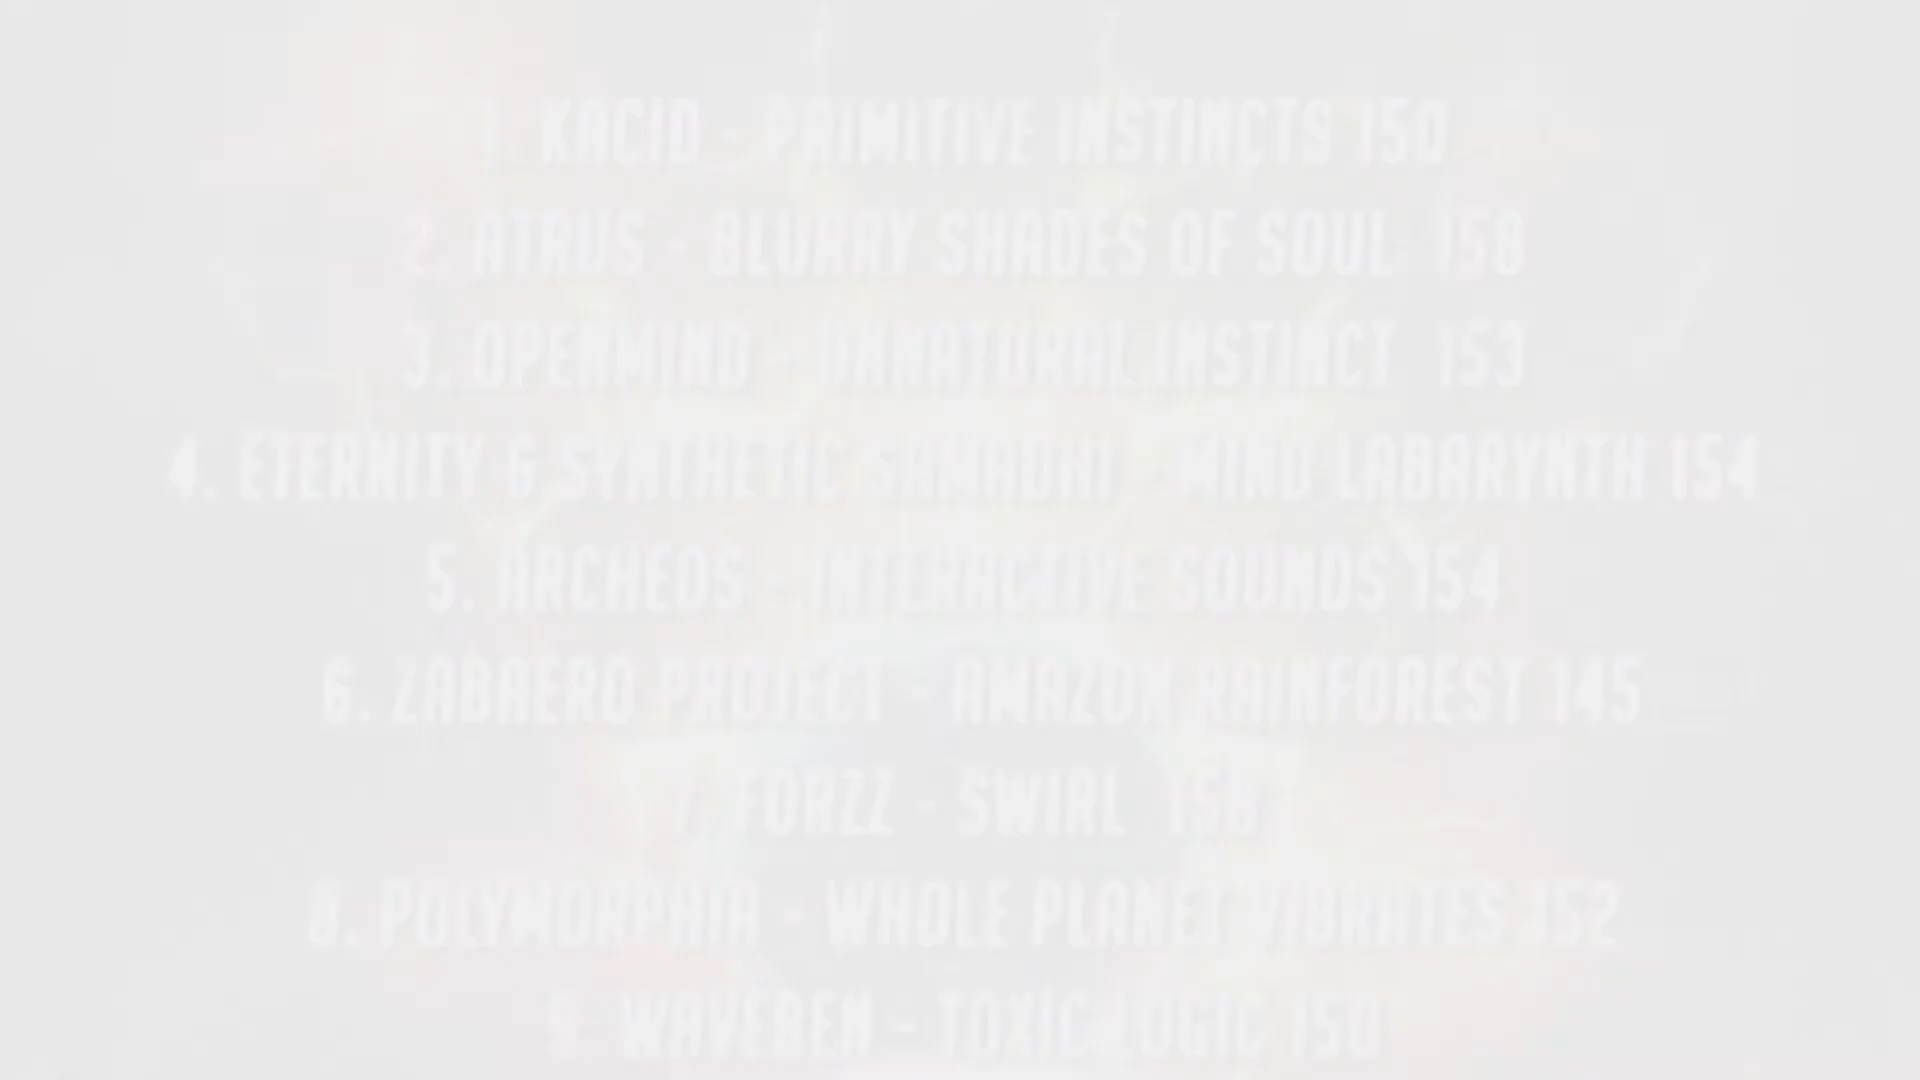 1. KACID - PRIMITIVE INSTINCTS 150
2. ATRUS - BLURRY SHADES OF SOUL 158
3. OPENMIND - UNNATURAL INSTINCT 153
4. ETERNITY & SYNTHETIC SAMADHI - MIND LABARYNTH 154
5. ARCHEOS - INTERACTIVE SOUNDS 154
6. ZABAERO PROJECT - AMAZON RAINFOREST 145
7. FORZZ - SWIRL 158
8. POLYMORPHIA - WHOLE PLANET VIBRATES 152
9. WAVEBEN - TOXIC LOGIC 150